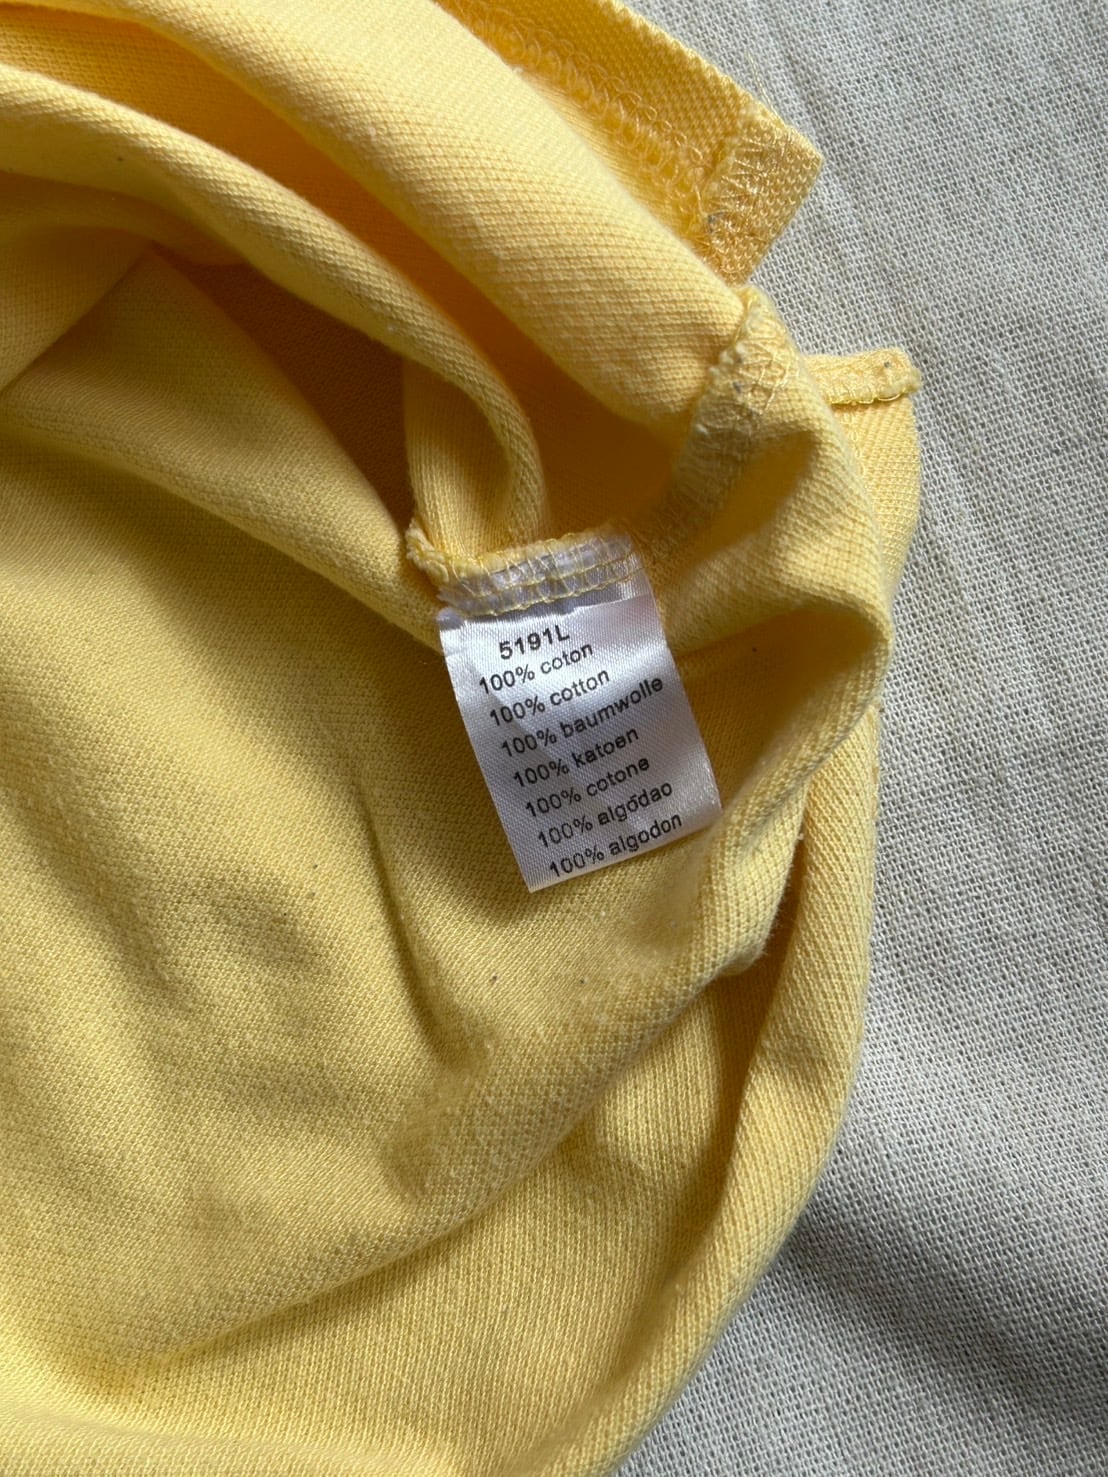 5191L
100% coton
100% cotton
100% baumwolle
100% katoen
100% cotone
100% algódao
100% algodon